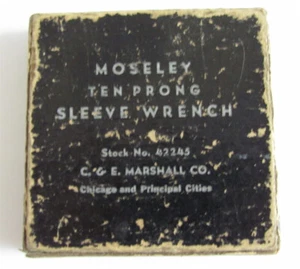 MOSELEY
TEN PRONG
SLEEVE WRENCH
Stock No. 42245
C. & E. MARSHALL CO.
Chicago and Principal Cities